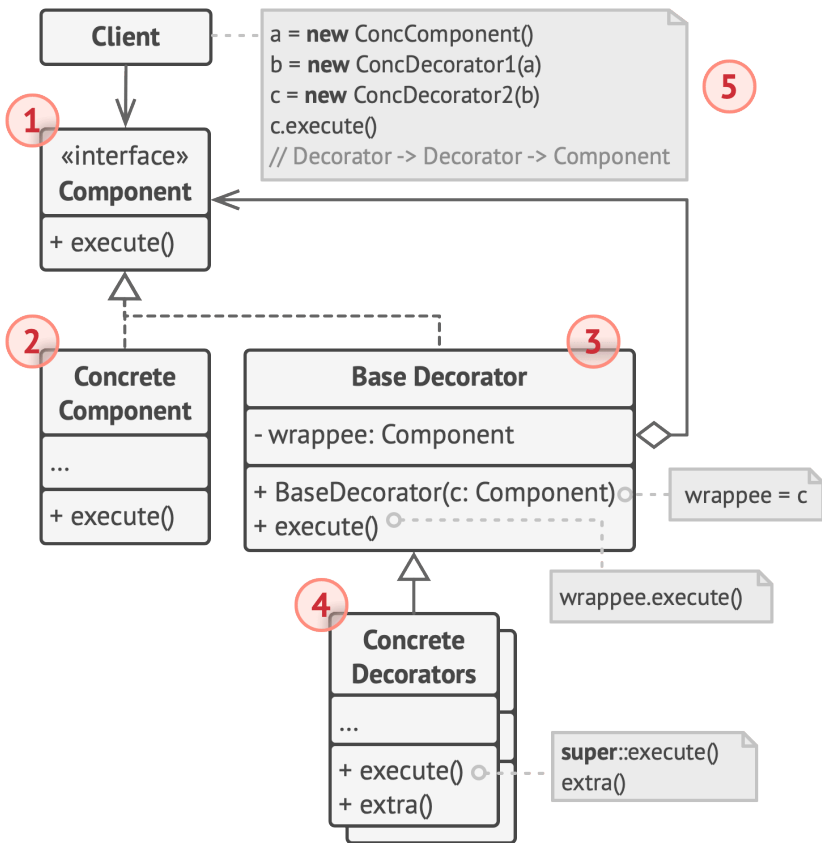 Client
a = new ConcComponent()
b = new ConcDecorator1(a)
c = new ConcDecorator2(b)
c.execute()
// Decorator -> Decorator -> Component
5
1
«interface»
Component
+ execute()
2
Concrete
Component
...
+ execute()
3
Base Decorator
- wrappee: Component
+ BaseDecorator(c: Component)
+ execute()
wrappee = c
wrappee.execute()
4
Concrete
Decorators
...
+ execute()
+ extra()
super::execute()
extra()